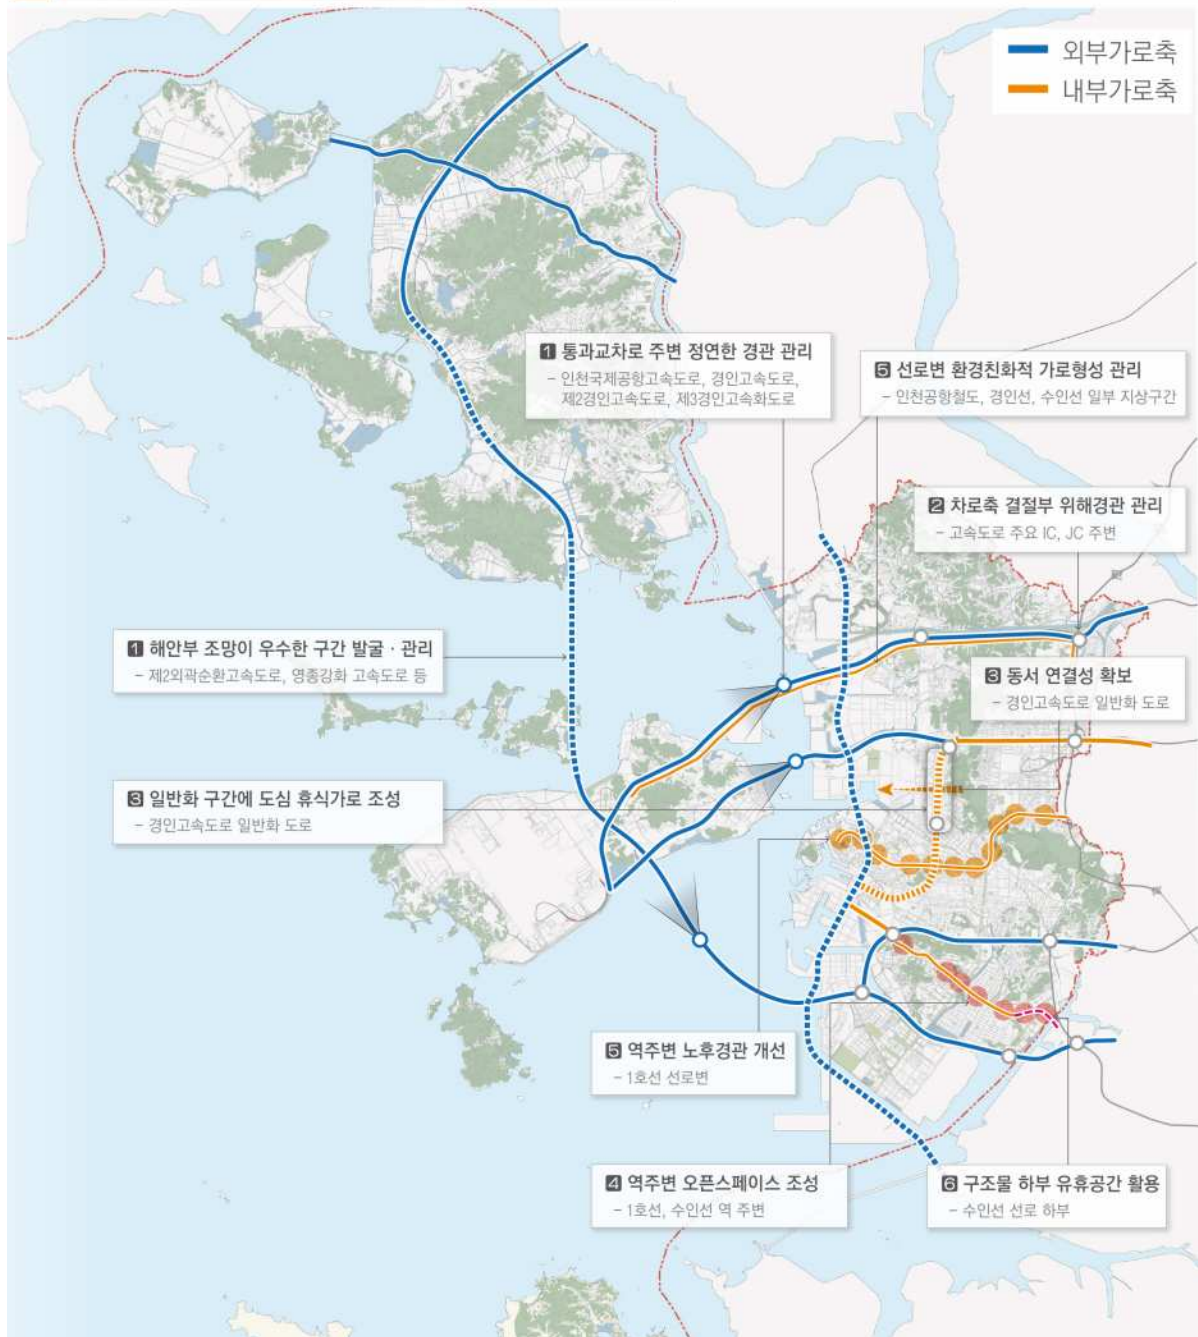 외부가로축
내부가로축
1 통과교차로 주변 정연한 경관 관리
– 인천국제공항고속도로, 경인고속도로,
제2경인고속도로, 제3경인고속화도로
5 선로변 환경친화적 가로형성 관리
– 인천공항철도, 경인선, 수인선 일부 지상구간
2 차로축 결절부 위해경관 관리
– 고속도로 주요 IC, JC 주변
1 해안부 조망이 우수한 구간 발굴 · 관리
– 제2외곽순환고속도로, 영종강화 고속도로 등
3 동서 연결성 확보
– 경인고속도로 일반화 도로
3 일반화 구간에 도심 휴식가로 조성
– 경인고속도로 일반화 도로
5 역주변 노후경관 개선
– 1호선 선로변
4 역주변 오픈스페이스 조성
– 1호선, 수인선 역 주변
6 구조물 하부 유휴공간 활용
– 수인선 선로 하부